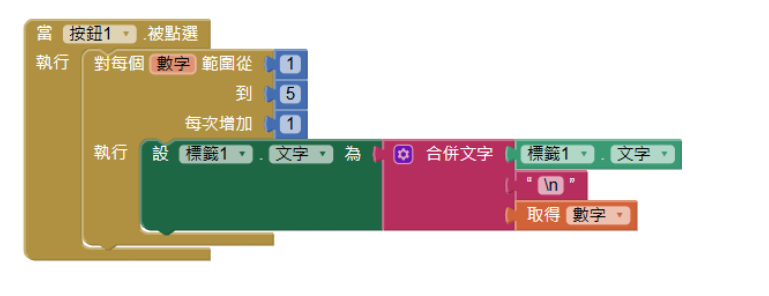 當 按鈕1 .被點選
執行 對每個 數字 範圍從 1
到 5
每次增加 1
執行 設 標籤1 . 文字 為 合併文字 標籤1 . 文字
" \n "
取得 數字